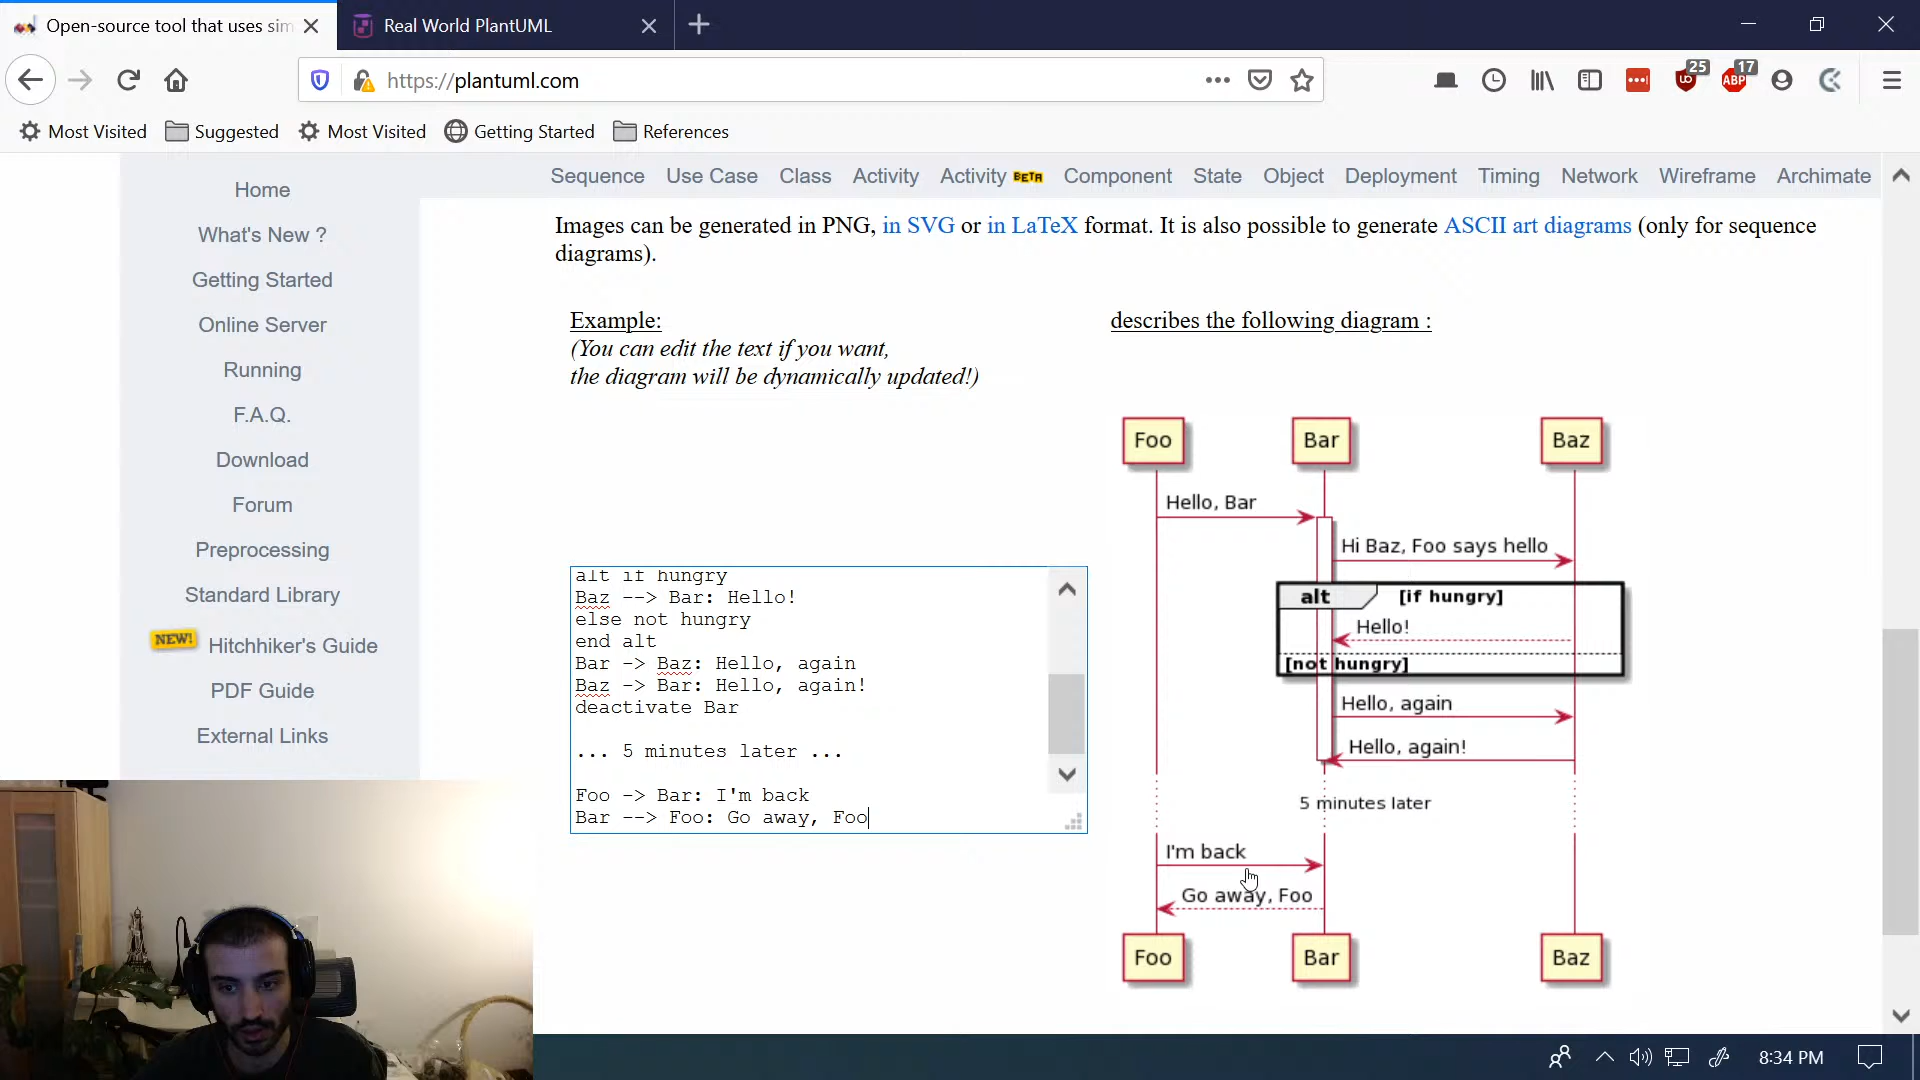 Open-source tool that uses sim
Real World PlantUML
https://plantuml.com
25
17
ABP
Most Visited
Suggested
Most Visited
Getting Started
References
Home
What's New ?
Getting Started
Online Server
Running
F.A.Q.
Download
Forum
Preprocessing
Standard Library
NEW!
Hitchhiker's Guide
PDF Guide
External Links
Sequence Use Case Class Activity Activity BETA Component State Object Deployment Timing Network Wireframe Archimate
Images can be generated in PNG, in SVG or in LaTeX format. It is also possible to generate ASCII art diagrams (only for sequence
diagrams).
Example:
(You can edit the text if you want,
the diagram will be dynamically updated!)
describes the following diagram :
alt if hungry
Baz --> Bar: Hello!
else not hungry
end alt
Bar -> Baz: Hello, again
Baz -> Bar: Hello, again!
deactivate Bar
... 5 minutes later ...
Foo -> Bar: I'm back
Bar --> Foo: Go away, Foo
Foo
Bar
Baz
Hello, Bar
Hi Baz, Foo says hello
alt [if hungry]
Hello!
[not hungry]
Hello, again
Hello, again!
5 minutes later
I'm back
Go away, Foo
Foo
Bar
Baz
8:34 PM